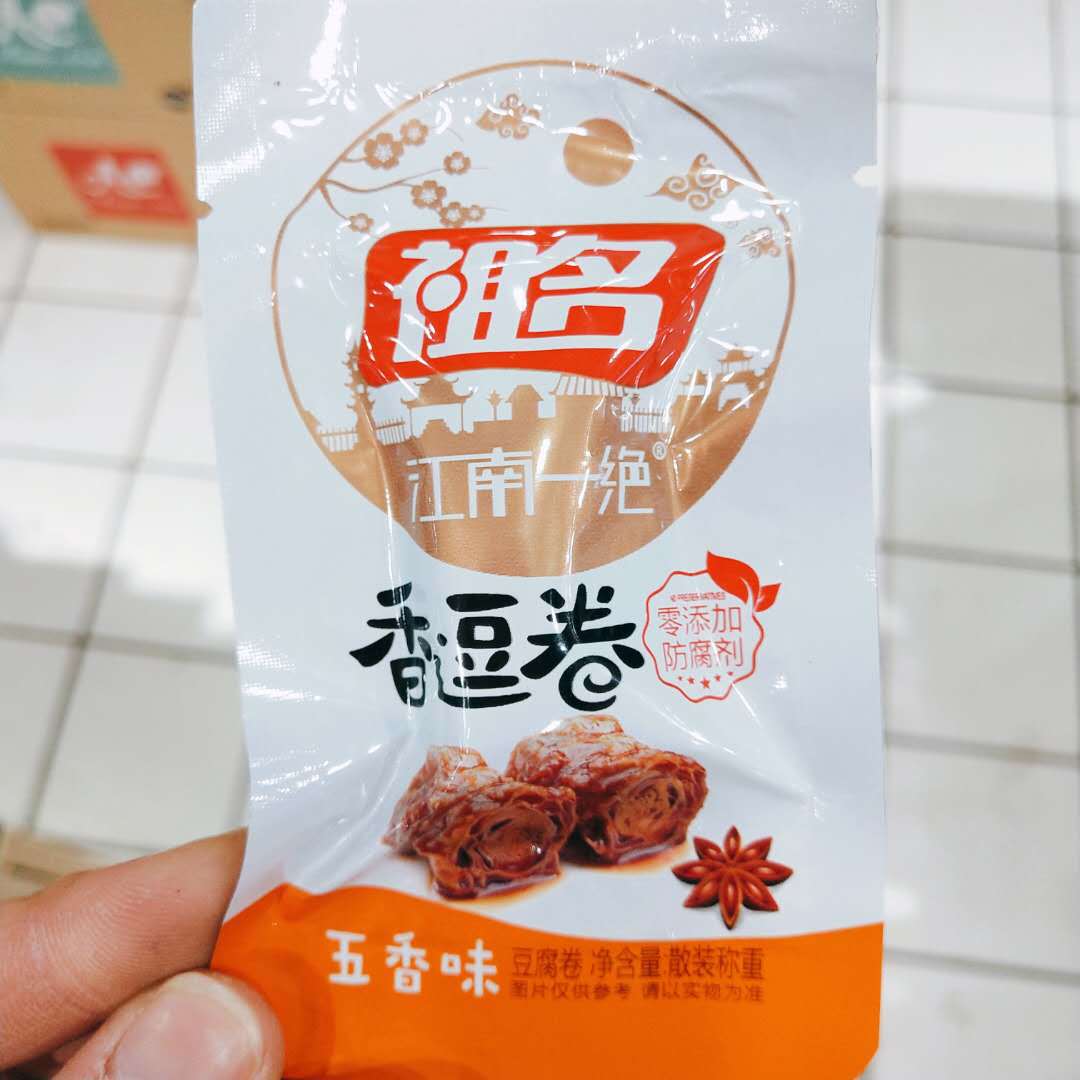 祖名
江南一绝®
香逗卷
NO PRESERVATIVES
零添加
防腐剂
五香味
豆腐卷 净含量:散装称重
图片仅供参考 请以实物为准